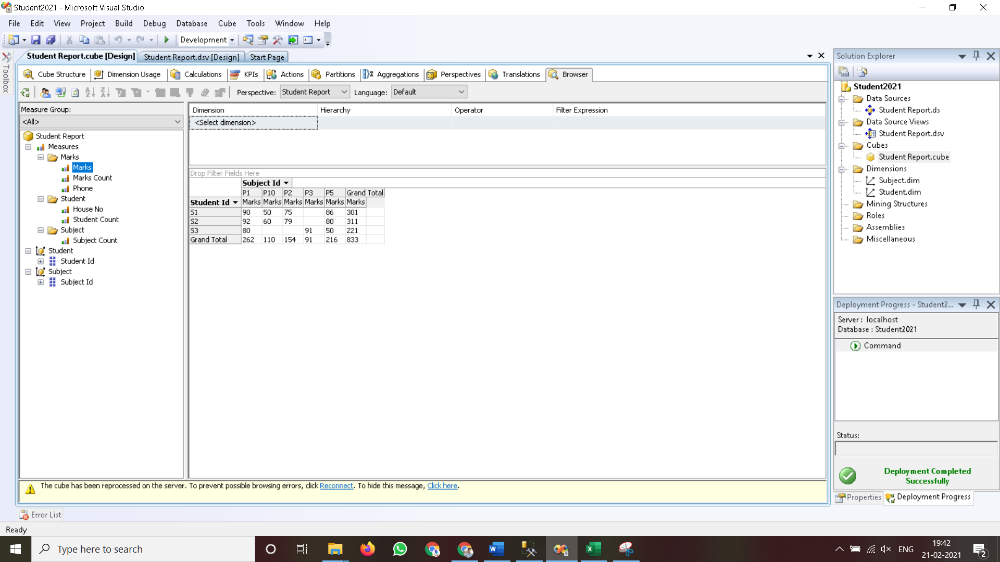 Student2021 - Microsoft Visual Studio
File Edit View Project Build Debug Database Cube Tools Window Help
Development
Student Report.cube [Design] Student Report.dsv [Design] Start Page
Toolbox
Cube Structure Dimension Usage Calculations KPIs Actions Partitions Aggregations Perspectives Translations Browser
Perspective: Student Report Language: Default
Measure Group:
<All>
Student Report
Measures
Marks
Marks
Marks Count
Phone
Student
House No
Student Count
Subject
Subject Count
Student
Student Id
Subject
Subject Id
Dimension Hierarchy Operator Filter Expression
<Select dimension>
Drop Filter Fields Here
Subject Id
P1 P10 P2 P3 P5 Grand Total
Student Id Marks Marks Marks Marks Marks Marks
S1 90 50 75 86 301
S2 92 60 79 80 311
S3 80 91 50 221
Grand Total 262 110 154 91 216 833
The cube has been reprocessed on the server. To prevent possible browsing errors, click Reconnect. To hide this message, Click here.
Error List
Ready
Solution Explorer
Student2021
Data Sources
Student Report.ds
Data Source Views
Student Report.dsv
Cubes
Student Report.cube
Dimensions
Subject.dim
Student.dim
Mining Structures
Roles
Assemblies
Miscellaneous
Deployment Progress - Student2...
Server : localhost
Database : Student2021
Command
Status:
Deployment Completed
Successfully
Properties Deployment Progress
Type here to search
ENG
19:42
21-02-2021
2